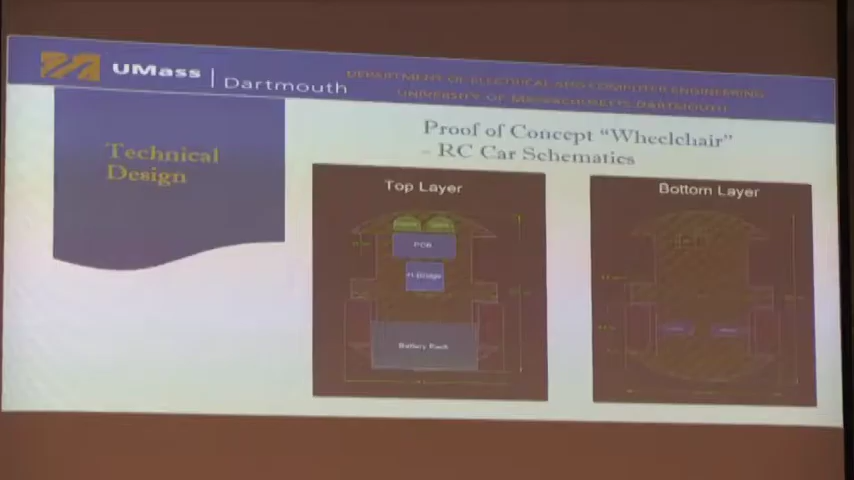 UMass | Dartmouth
DEPARTMENT OF ELECTRICAL AND COMPUTER ENGINEERING
UNIVERSITY OF MASSACHUSETTS DARTMOUTH
Technical
Design
Proof of Concept “Wheelchair”
- RC Car Schematics
Top Layer
PCB
H-Bridge
Battery Pack
Bottom Layer